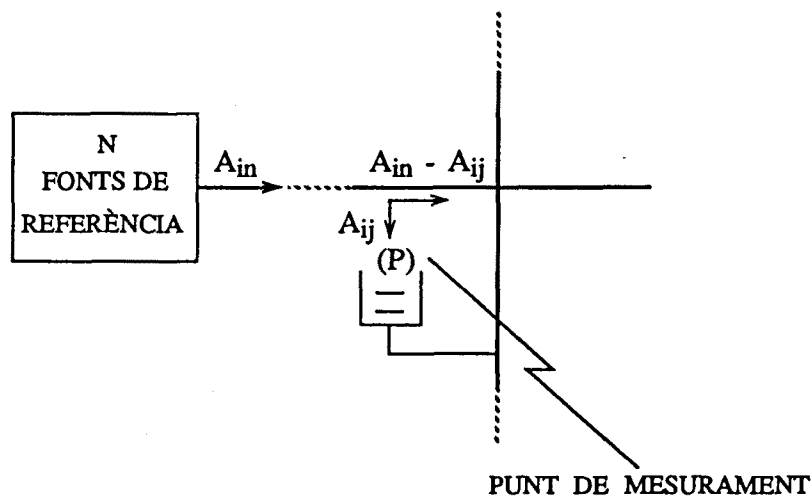 N
FONTS DE
REFERÈNCIA
A_in
A_in - A_ij
A_ij
(P)
PUNT DE MESURAMENT